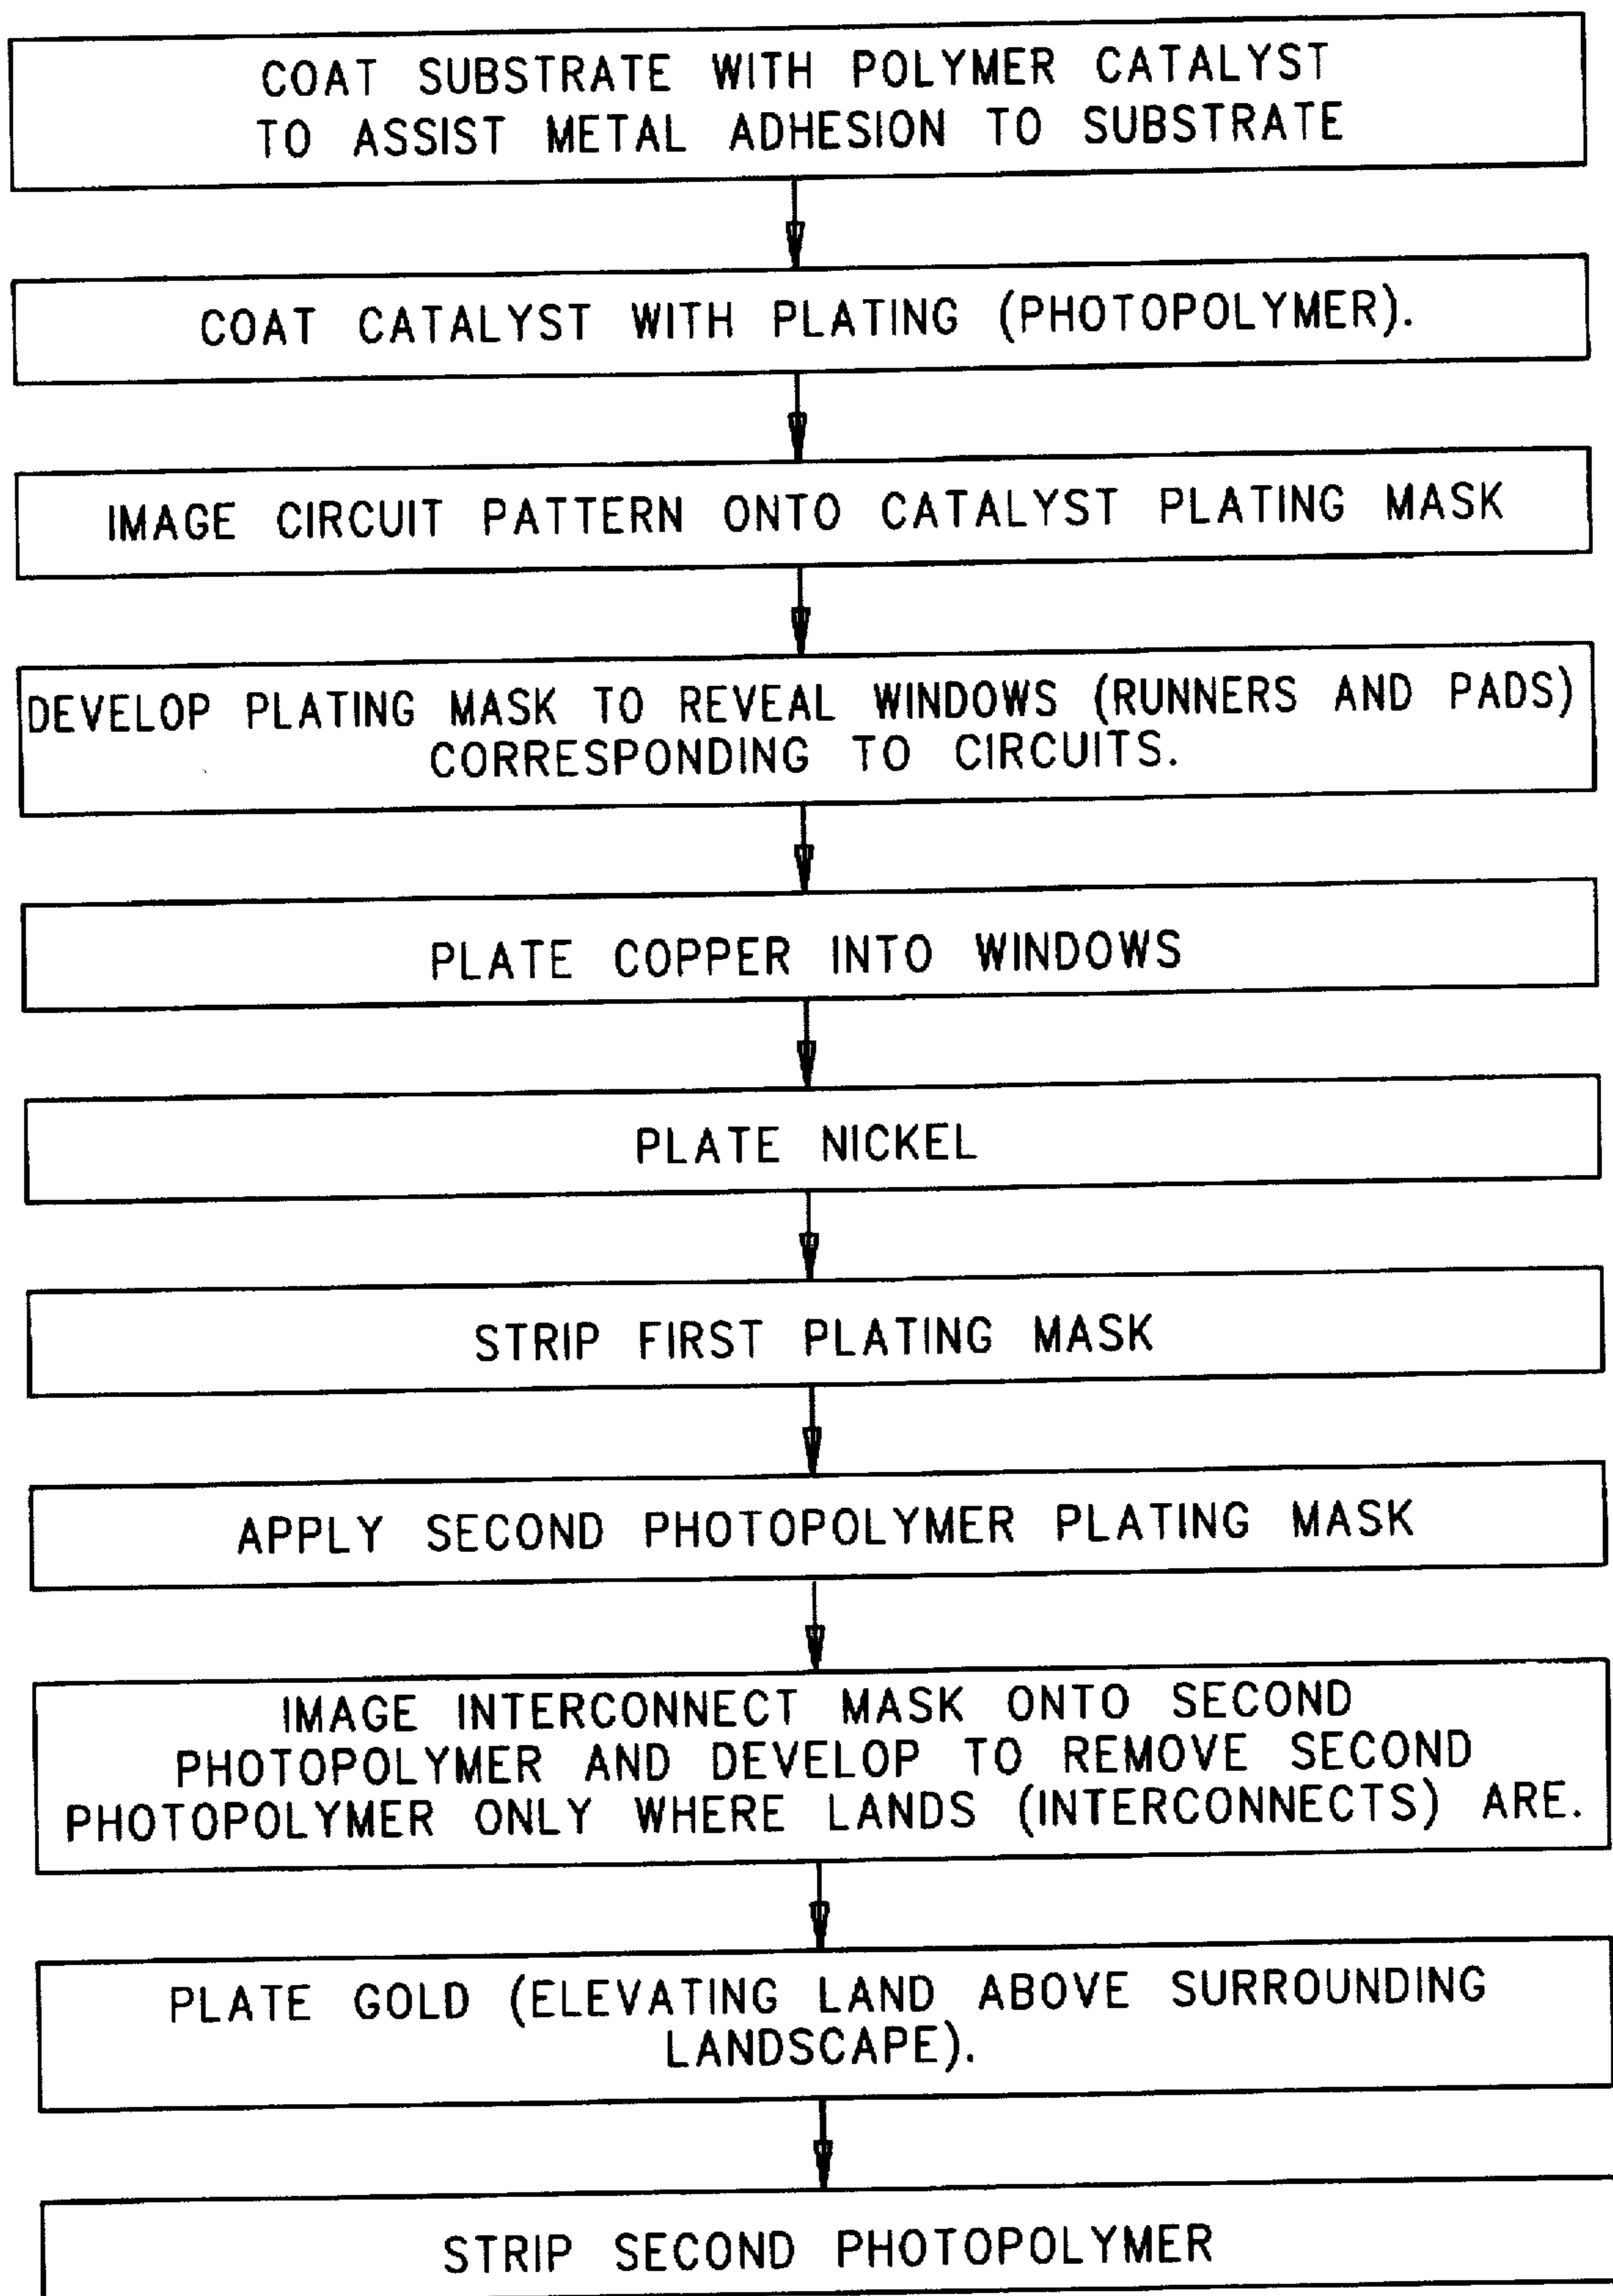 COAT SUBSTRATE WITH POLYMER CATALYST
TO ASSIST METAL ADHESION TO SUBSTRATE
COAT CATALYST WITH PLATING (PHOTOPOLYMER).
IMAGE CIRCUIT PATTERN ONTO CATALYST PLATING MASK
DEVELOP PLATING MASK TO REVEAL WINDOWS (RUNNERS AND PADS)
CORRESPONDING TO CIRCUITS.
PLATE COPPER INTO WINDOWS
PLATE NICKEL
STRIP FIRST PLATING MASK
APPLY SECOND PHOTOPOLYMER PLATING MASK
IMAGE INTERCONNECT MASK ONTO SECOND
PHOTOPOLYMER AND DEVELOP TO REMOVE SECOND
PHOTOPOLYMER ONLY WHERE LANDS (INTERCONNECTS) ARE.
PLATE GOLD (ELEVATING LAND ABOVE SURROUNDING
LANDSCAPE).
STRIP SECOND PHOTOPOLYMER